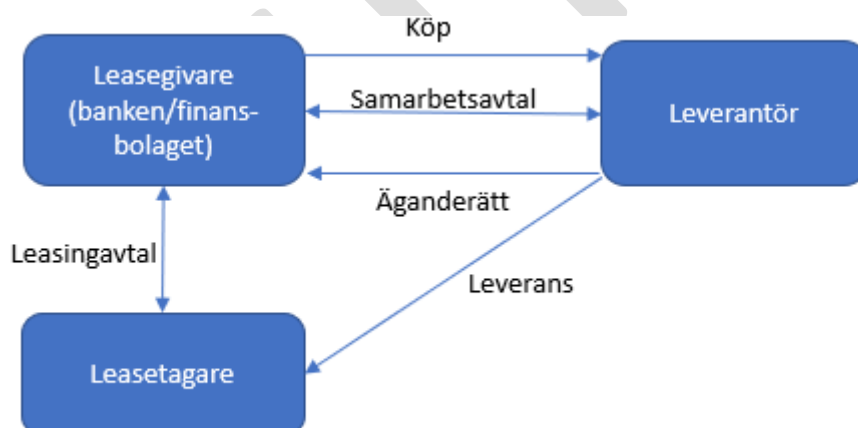 Köp
Leasegivare
(banken/finans-
bolaget)
Samarbetsavtal
Leverantör
Äganderätt
Leasingavtal
Leverans
Leasetagare